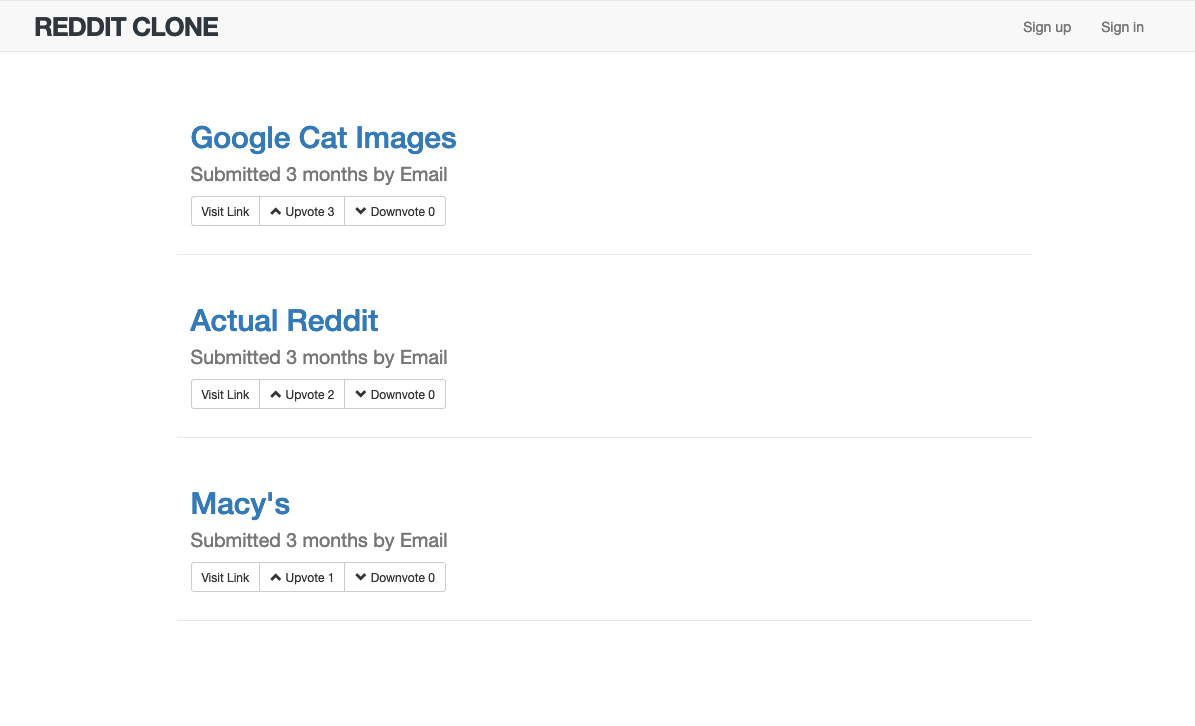 REDDIT CLONE Sign up Sign in
Google Cat Images
Submitted 3 months by Email
Visit Link Upvote 3 Downvote 0
Actual Reddit
Submitted 3 months by Email
Visit Link Upvote 2 Downvote 0
Macy's
Submitted 3 months by Email
Visit Link Upvote 1 Downvote 0